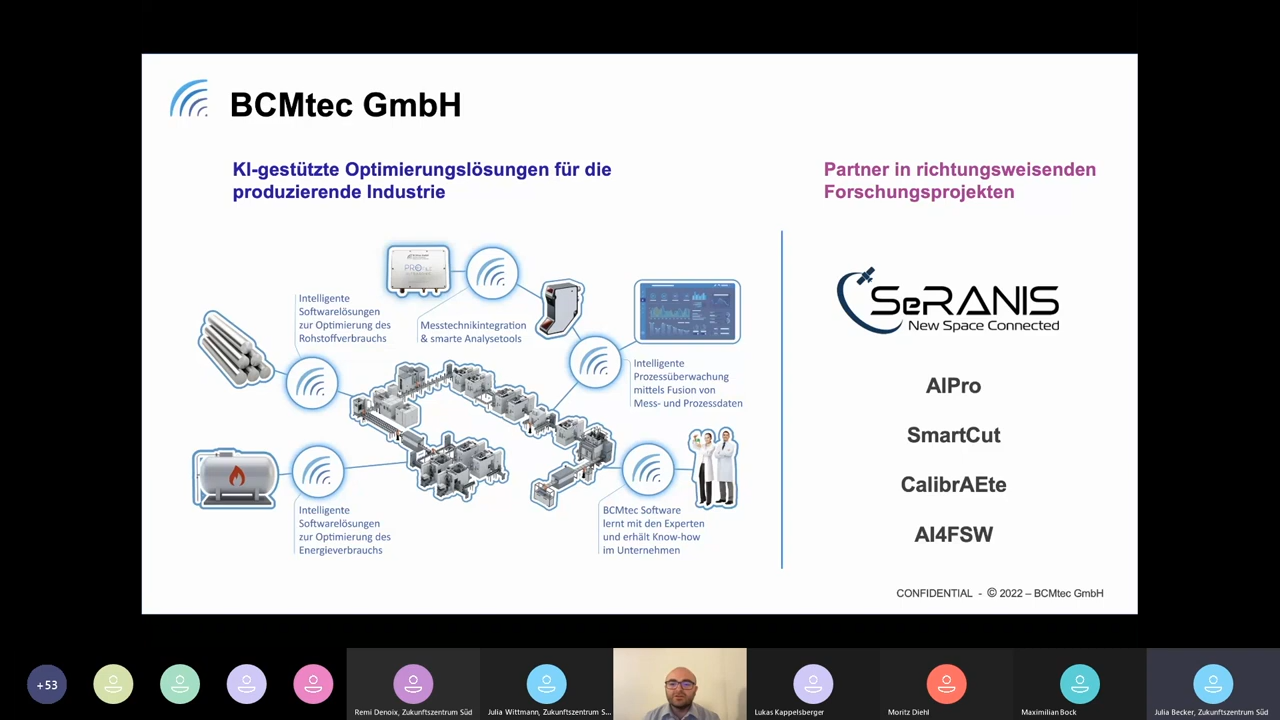 BCMtec GmbH
KI-gestützte Optimierungslösungen für die
produzierende Industrie
Partner in richtungsweisenden
Forschungsprojekten
Intelligente
Softwarelösungen
zur Optimierung des
Rohstoffverbrauchs
Messtechnikintegration
& smarte Analysetools
Intelligente
Prozessüberwachung
mittels Fusion von
Mess- und Prozessdaten
Intelligente
Softwarelösungen
zur Optimierung des
Energieverbrauchs
BCMtec Software
lernt mit den Experten
und erhält Know-how
im Unternehmen
SeRANIS
New Space Connected
AIPro
SmartCut
CalibrAEte
AI4FSW
CONFIDENTIAL - © 2022 – BCMtec GmbH
+53
Remi Denoix, Zukunftszentrum Süd
Julia Wittmann, Zukunftszentrum S...
Lukas Kappelsberger
Moritz Diehl
Maximilian Bock
Julia Becker, Zukunftszentrum Süd